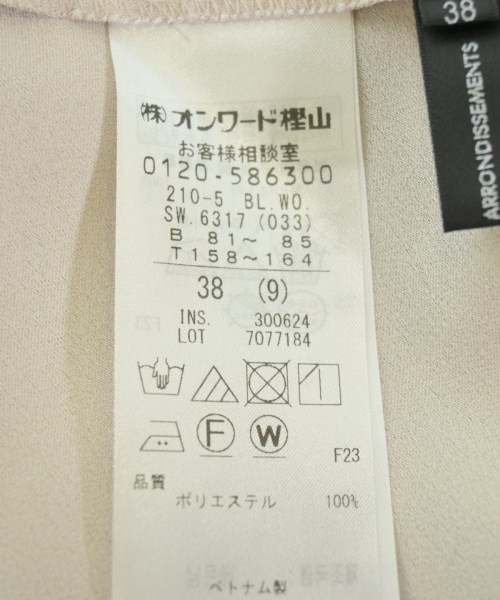 38
ARRONDISSEMENTS
(株)オンワード樫山
お客様相談室
0120-586300
210-5 BL.WO.
SW.6317 (033)
B 81～ 85
T158～164
38 (9)
INS. 300624
LOT 7077184
F W
F23
品質
ポリエステル 100%
ベトナム製